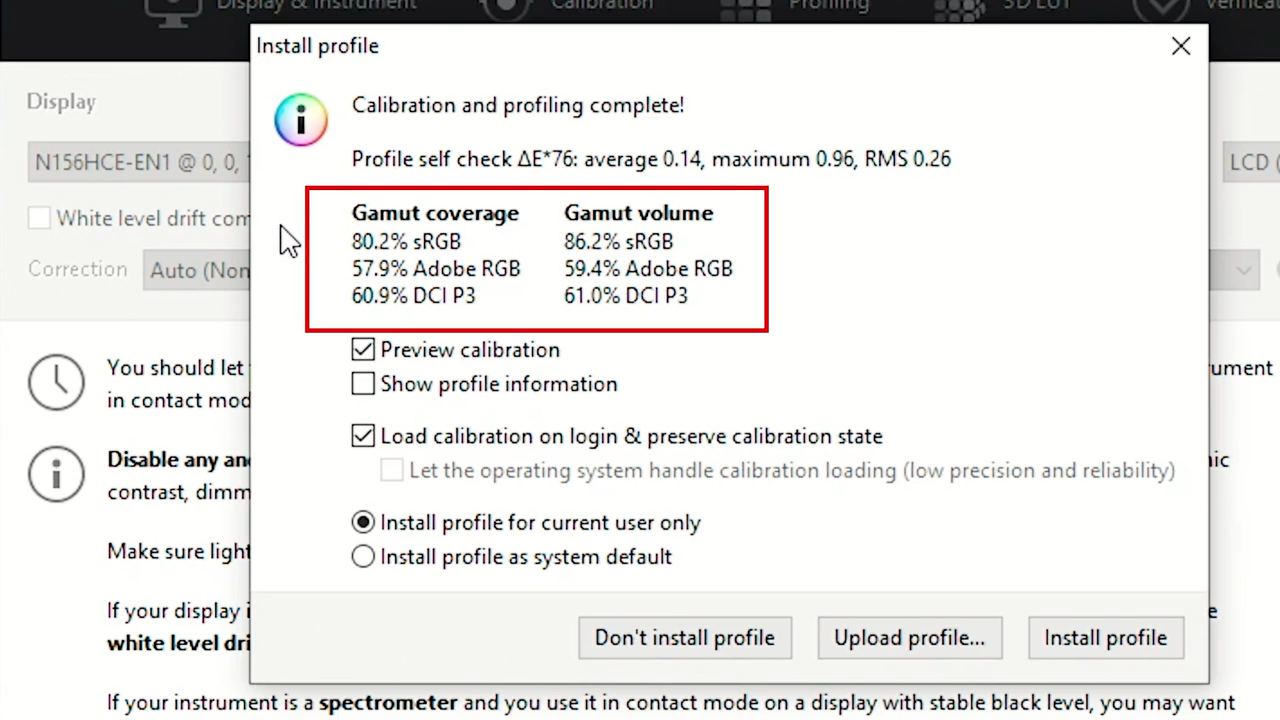 Display & Instrument
Calibration
Profiling
3D LUT
Install profile
Display
Calibration and profiling complete!
N156HCE-EN1 @ 0, 0,
Profile self check ΔE*76: average 0.14, maximum 0.96, RMS 0.26
LCD (
White level drift com
Gamut coverage Gamut volume
80.2% sRGB 86.2% sRGB
Correction Auto (Non
57.9% Adobe RGB 59.4% Adobe RGB
60.9% DCI P3 61.0% DCI P3
Preview calibration
You should let
Show profile information
in contact mod
Load calibration on login & preserve calibration state
Disable any and
Let the operating system handle calibration loading (low precision and reliability)
contrast, dimm
Install profile for current user only
Make sure light
Install profile as system default
If your display i
Don't install profile Upload profile... Install profile
white level dri
If your instrument is a spectrometer and you use it in contact mode on a display with stable black level, you may want